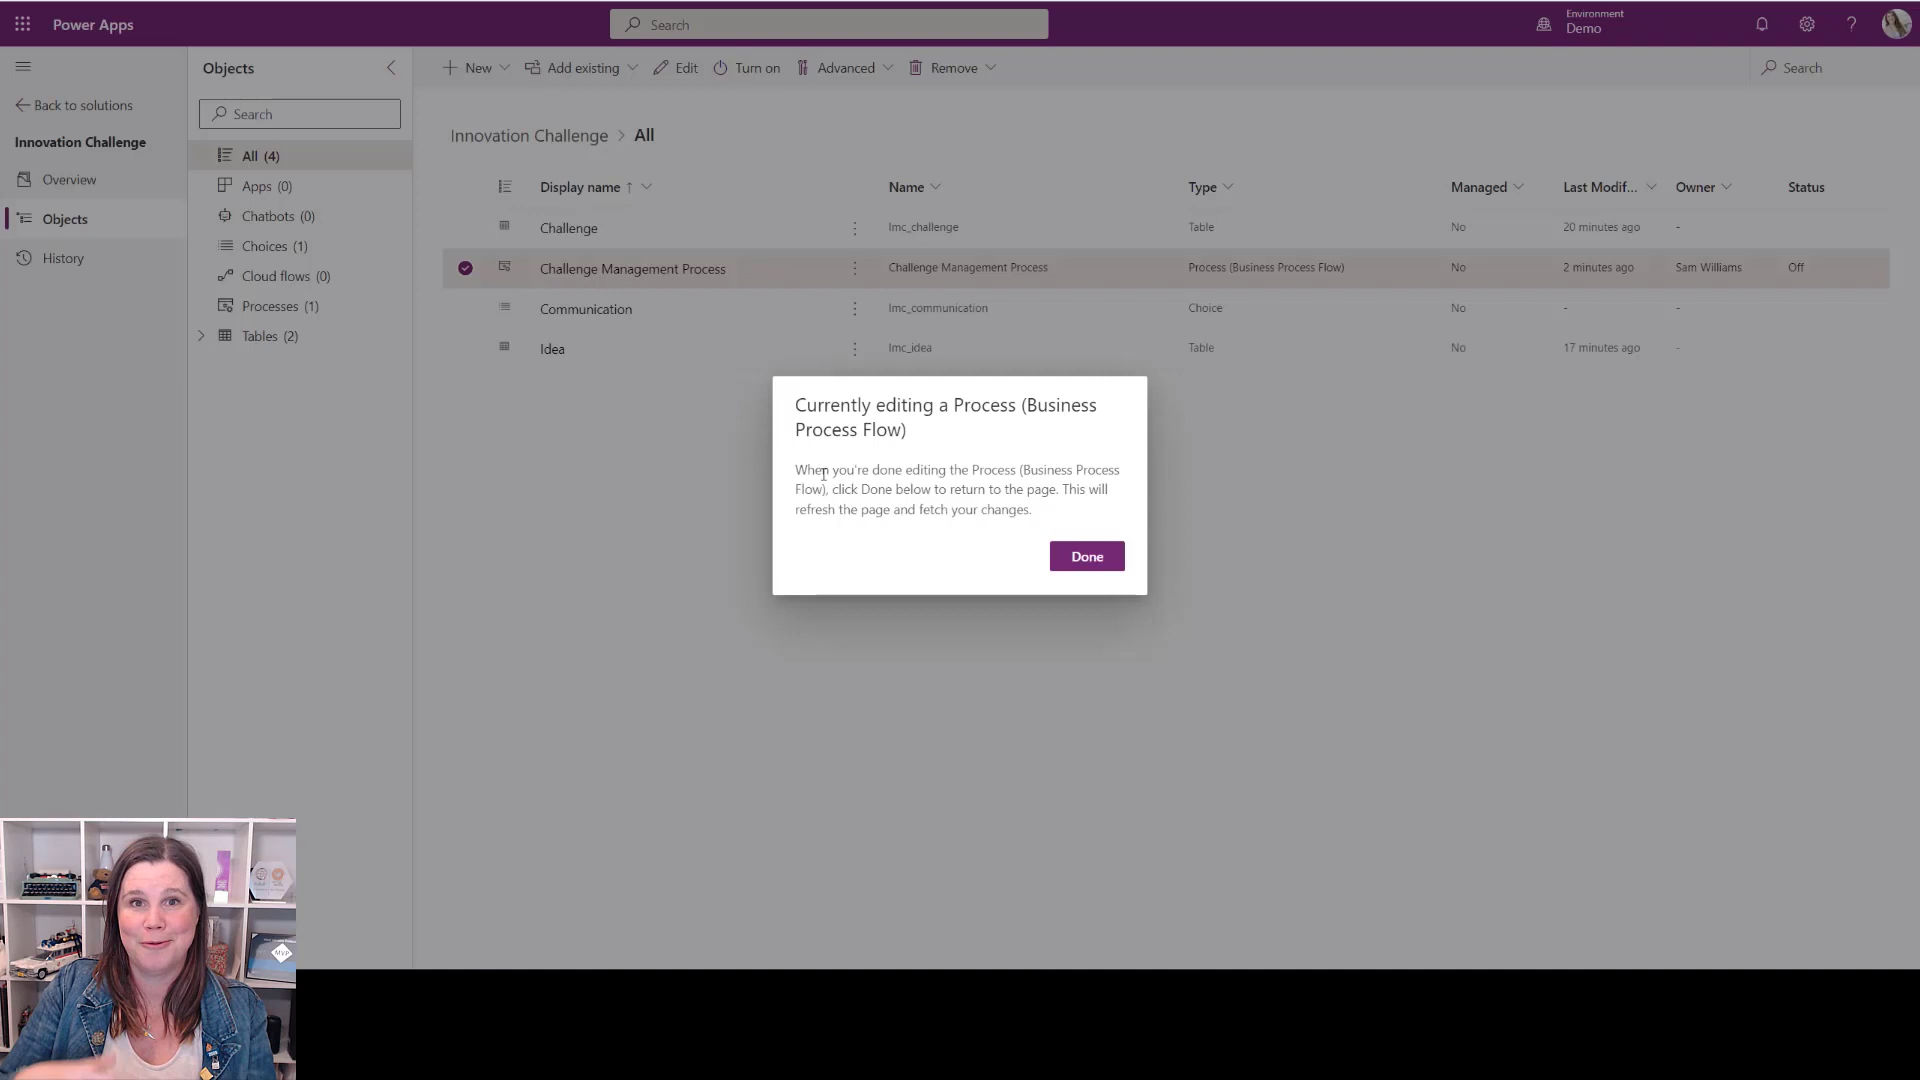 Power Apps
Search
Environment
Demo
?
Objects
New
Add existing
Edit
Turn on
Advanced
Remove
Search
Back to solutions
Search
Innovation Challenge
Innovation Challenge > All
All (4)
Overview
Apps (0)
Display name ↑
Name
Type
Managed
Last Modif...
Owner
Status
Objects
Chatbots (0)
Challenge
lmc_challenge
Table
No
20 minutes ago
-
Choices (1)
History
Challenge Management Process
Challenge Management Process
Process (Business Process Flow)
No
2 minutes ago
Sam Williams
Off
Cloud flows (0)
Processes (1)
Communication
lmc_communication
Choice
No
-
-
Tables (2)
Idea
lmc_idea
Table
No
17 minutes ago
-
Currently editing a Process (Business
Process Flow)
When you're done editing the Process (Business Process
Flow), click Done below to return to the page. This will
refresh the page and fetch your changes.
Done
MVP